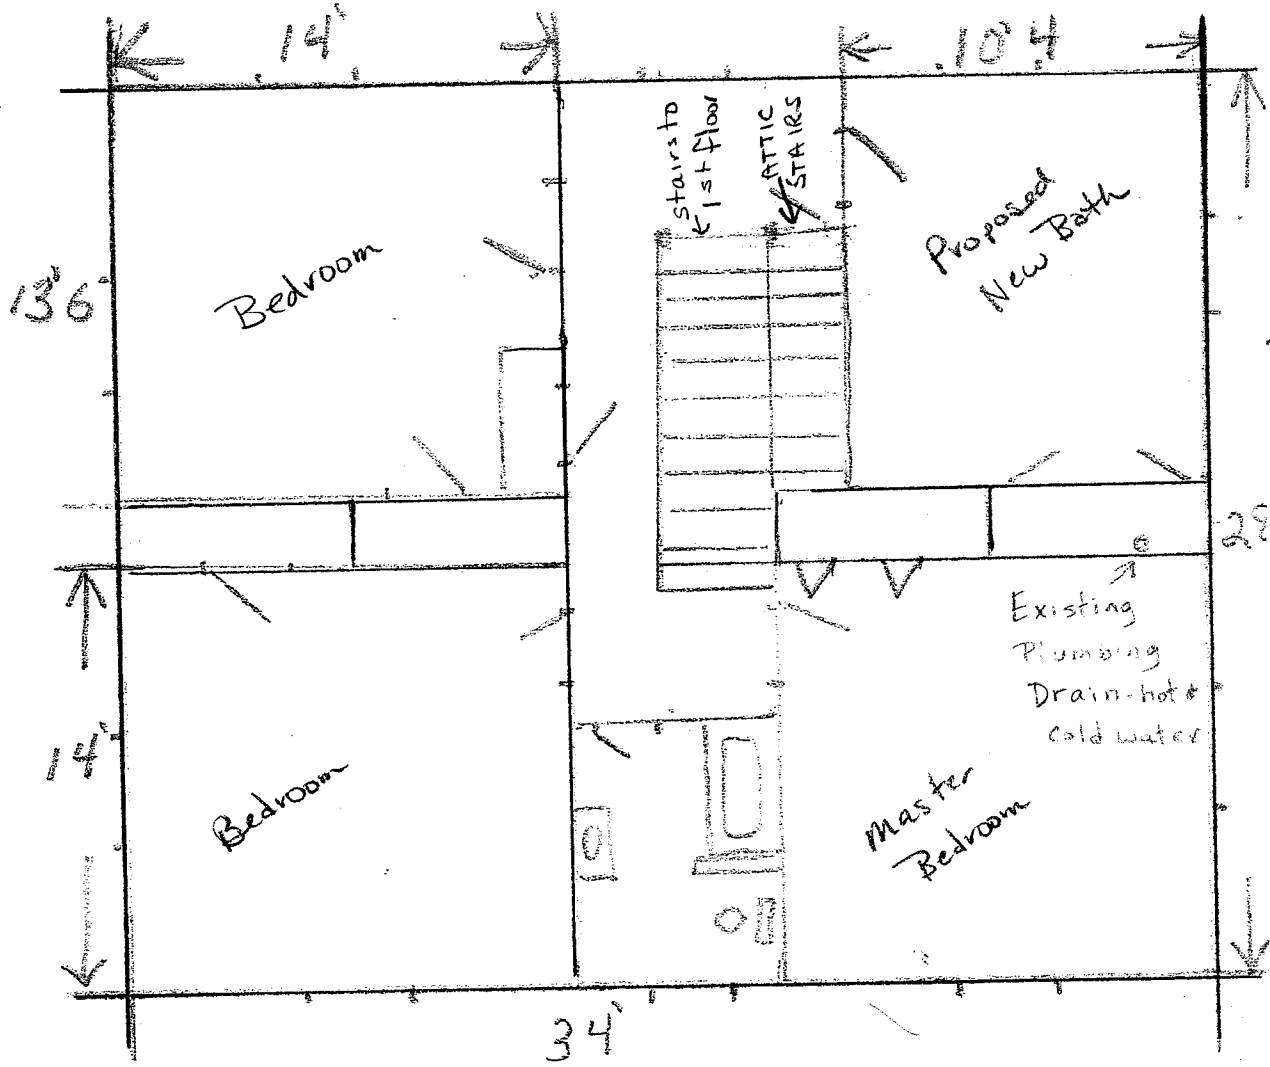 14'
10'4
stairs to
1st floor
ATTIC
STAIRS
Bedroom
Proposed
New Bath
13'6"
28
Existing
Plumbing
Drain-hot &
cold water
14'
Bedroom
Master
Bedroom
34'